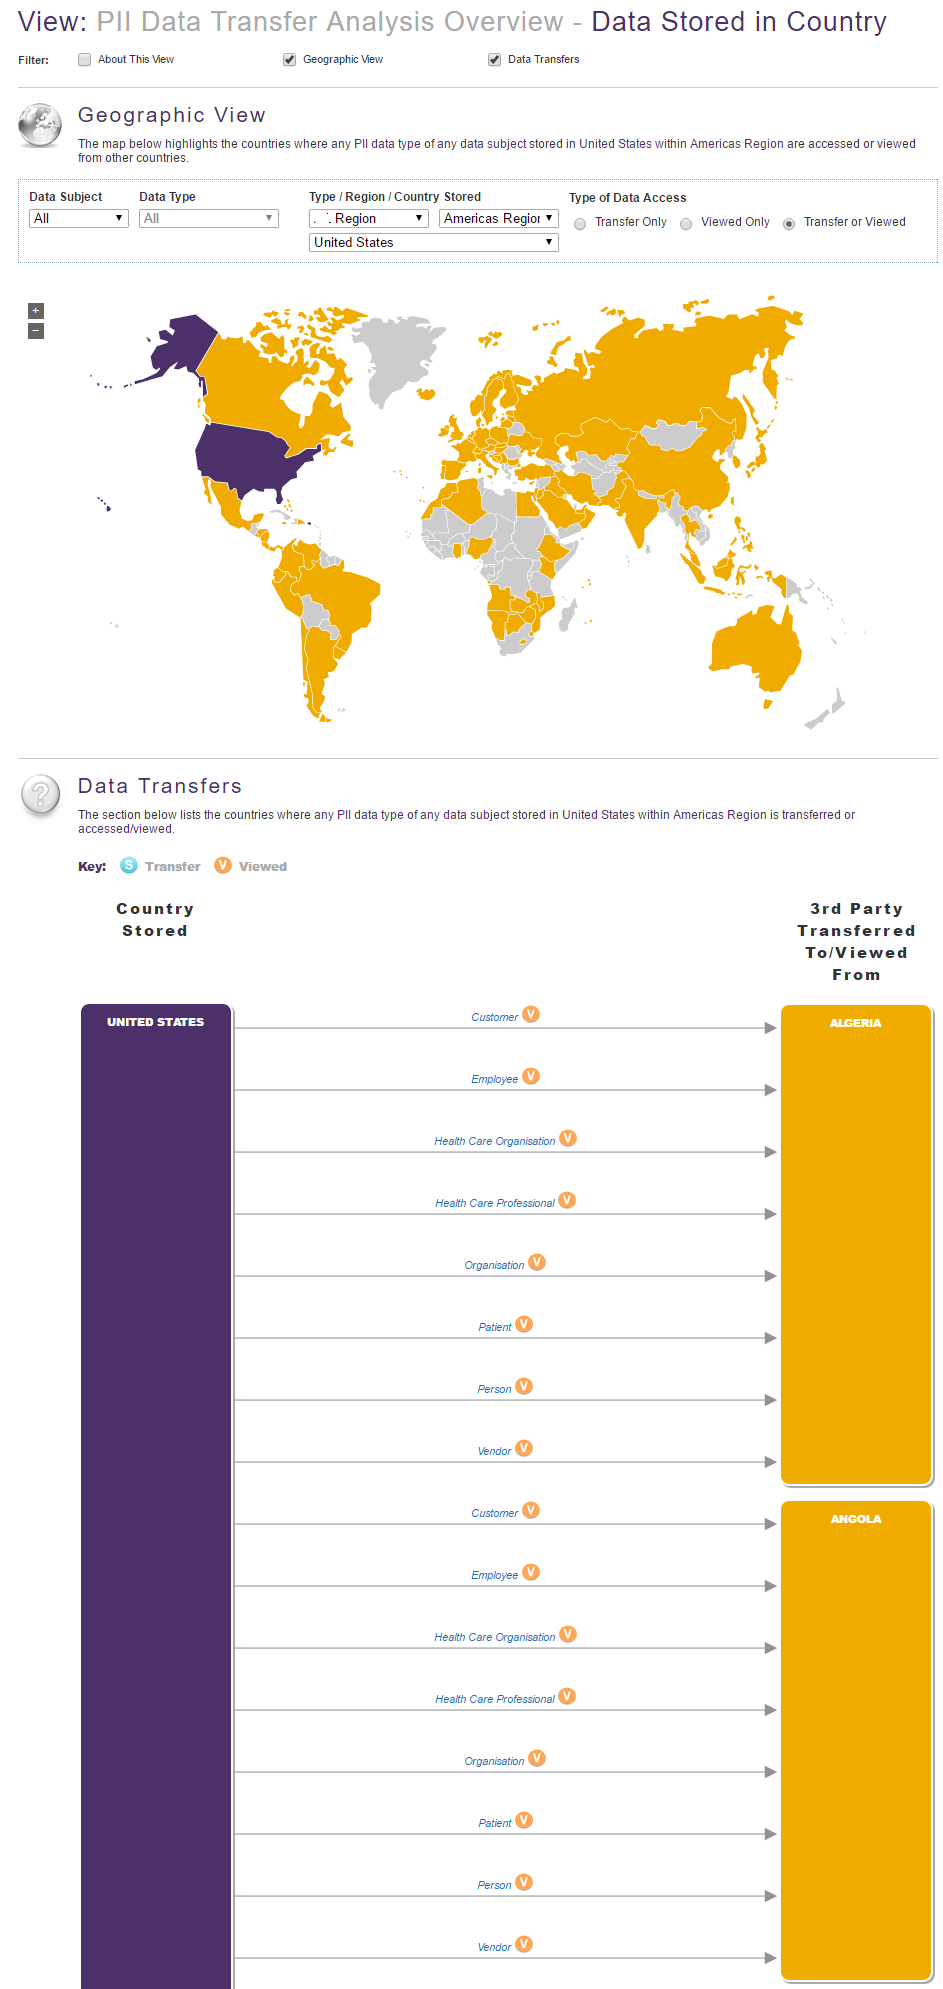 View: PII Data Transfer Analysis Overview - Data Stored in Country
Filter: About This View Geographic View Data Transfers
Geographic View
The map below highlights the countries where any PII data type of any data subject stored in United States within Americas Region are accessed or viewed
from other countries.
Data Subject Data Type Type / Region / Country Stored Type of Data Access
All All Region Americas Region Transfer Only Viewed Only Transfer or Viewed
United States
+
−
Data Transfers
The section below lists the countries where any PII data type of any data subject stored in United States within Americas Region is transferred or
accessed/viewed.
Key: S Transfer V Viewed
Country
Stored
3rd Party
Transferred
To/Viewed
From
UNITED STATES
Customer V
ALGERIA
Employee V
Health Care Organisation V
Health Care Professional V
Organisation V
Patient V
Person V
Vendor V
Customer V
ANGOLA
Employee V
Health Care Organisation V
Health Care Professional V
Organisation V
Patient V
Person V
Vendor V